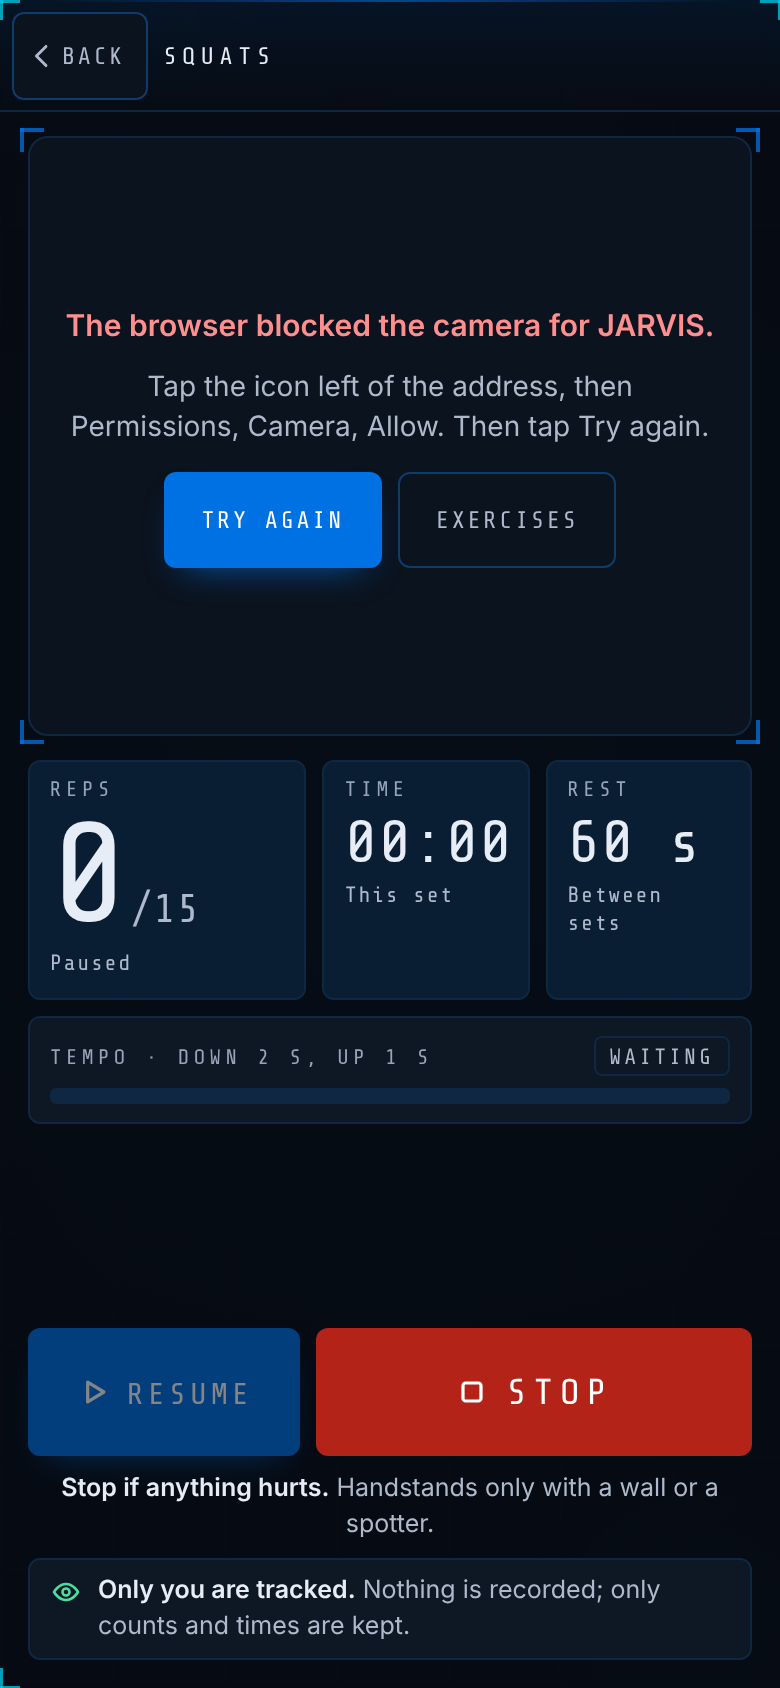 BACK
SQUATS
The browser blocked the camera for JARVIS.
Tap the icon left of the address, then
Permissions, Camera, Allow. Then tap Try again.
TRY AGAIN
EXERCISES
REPS
0/15
Paused
TIME
00:00
This set
REST
60 s
Between
sets
TEMPO · DOWN 2 S, UP 1 S
WAITING
RESUME
STOP
Stop if anything hurts. Handstands only with a wall or a
spotter.
Only you are tracked. Nothing is recorded; only
counts and times are kept.